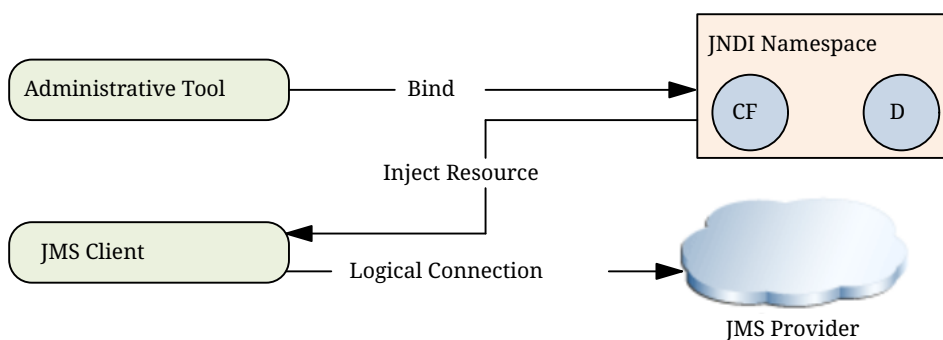 JNDI Namespace
Administrative Tool
Bind
CF
D
Inject Resource
JMS Client
Logical Connection
JMS Provider